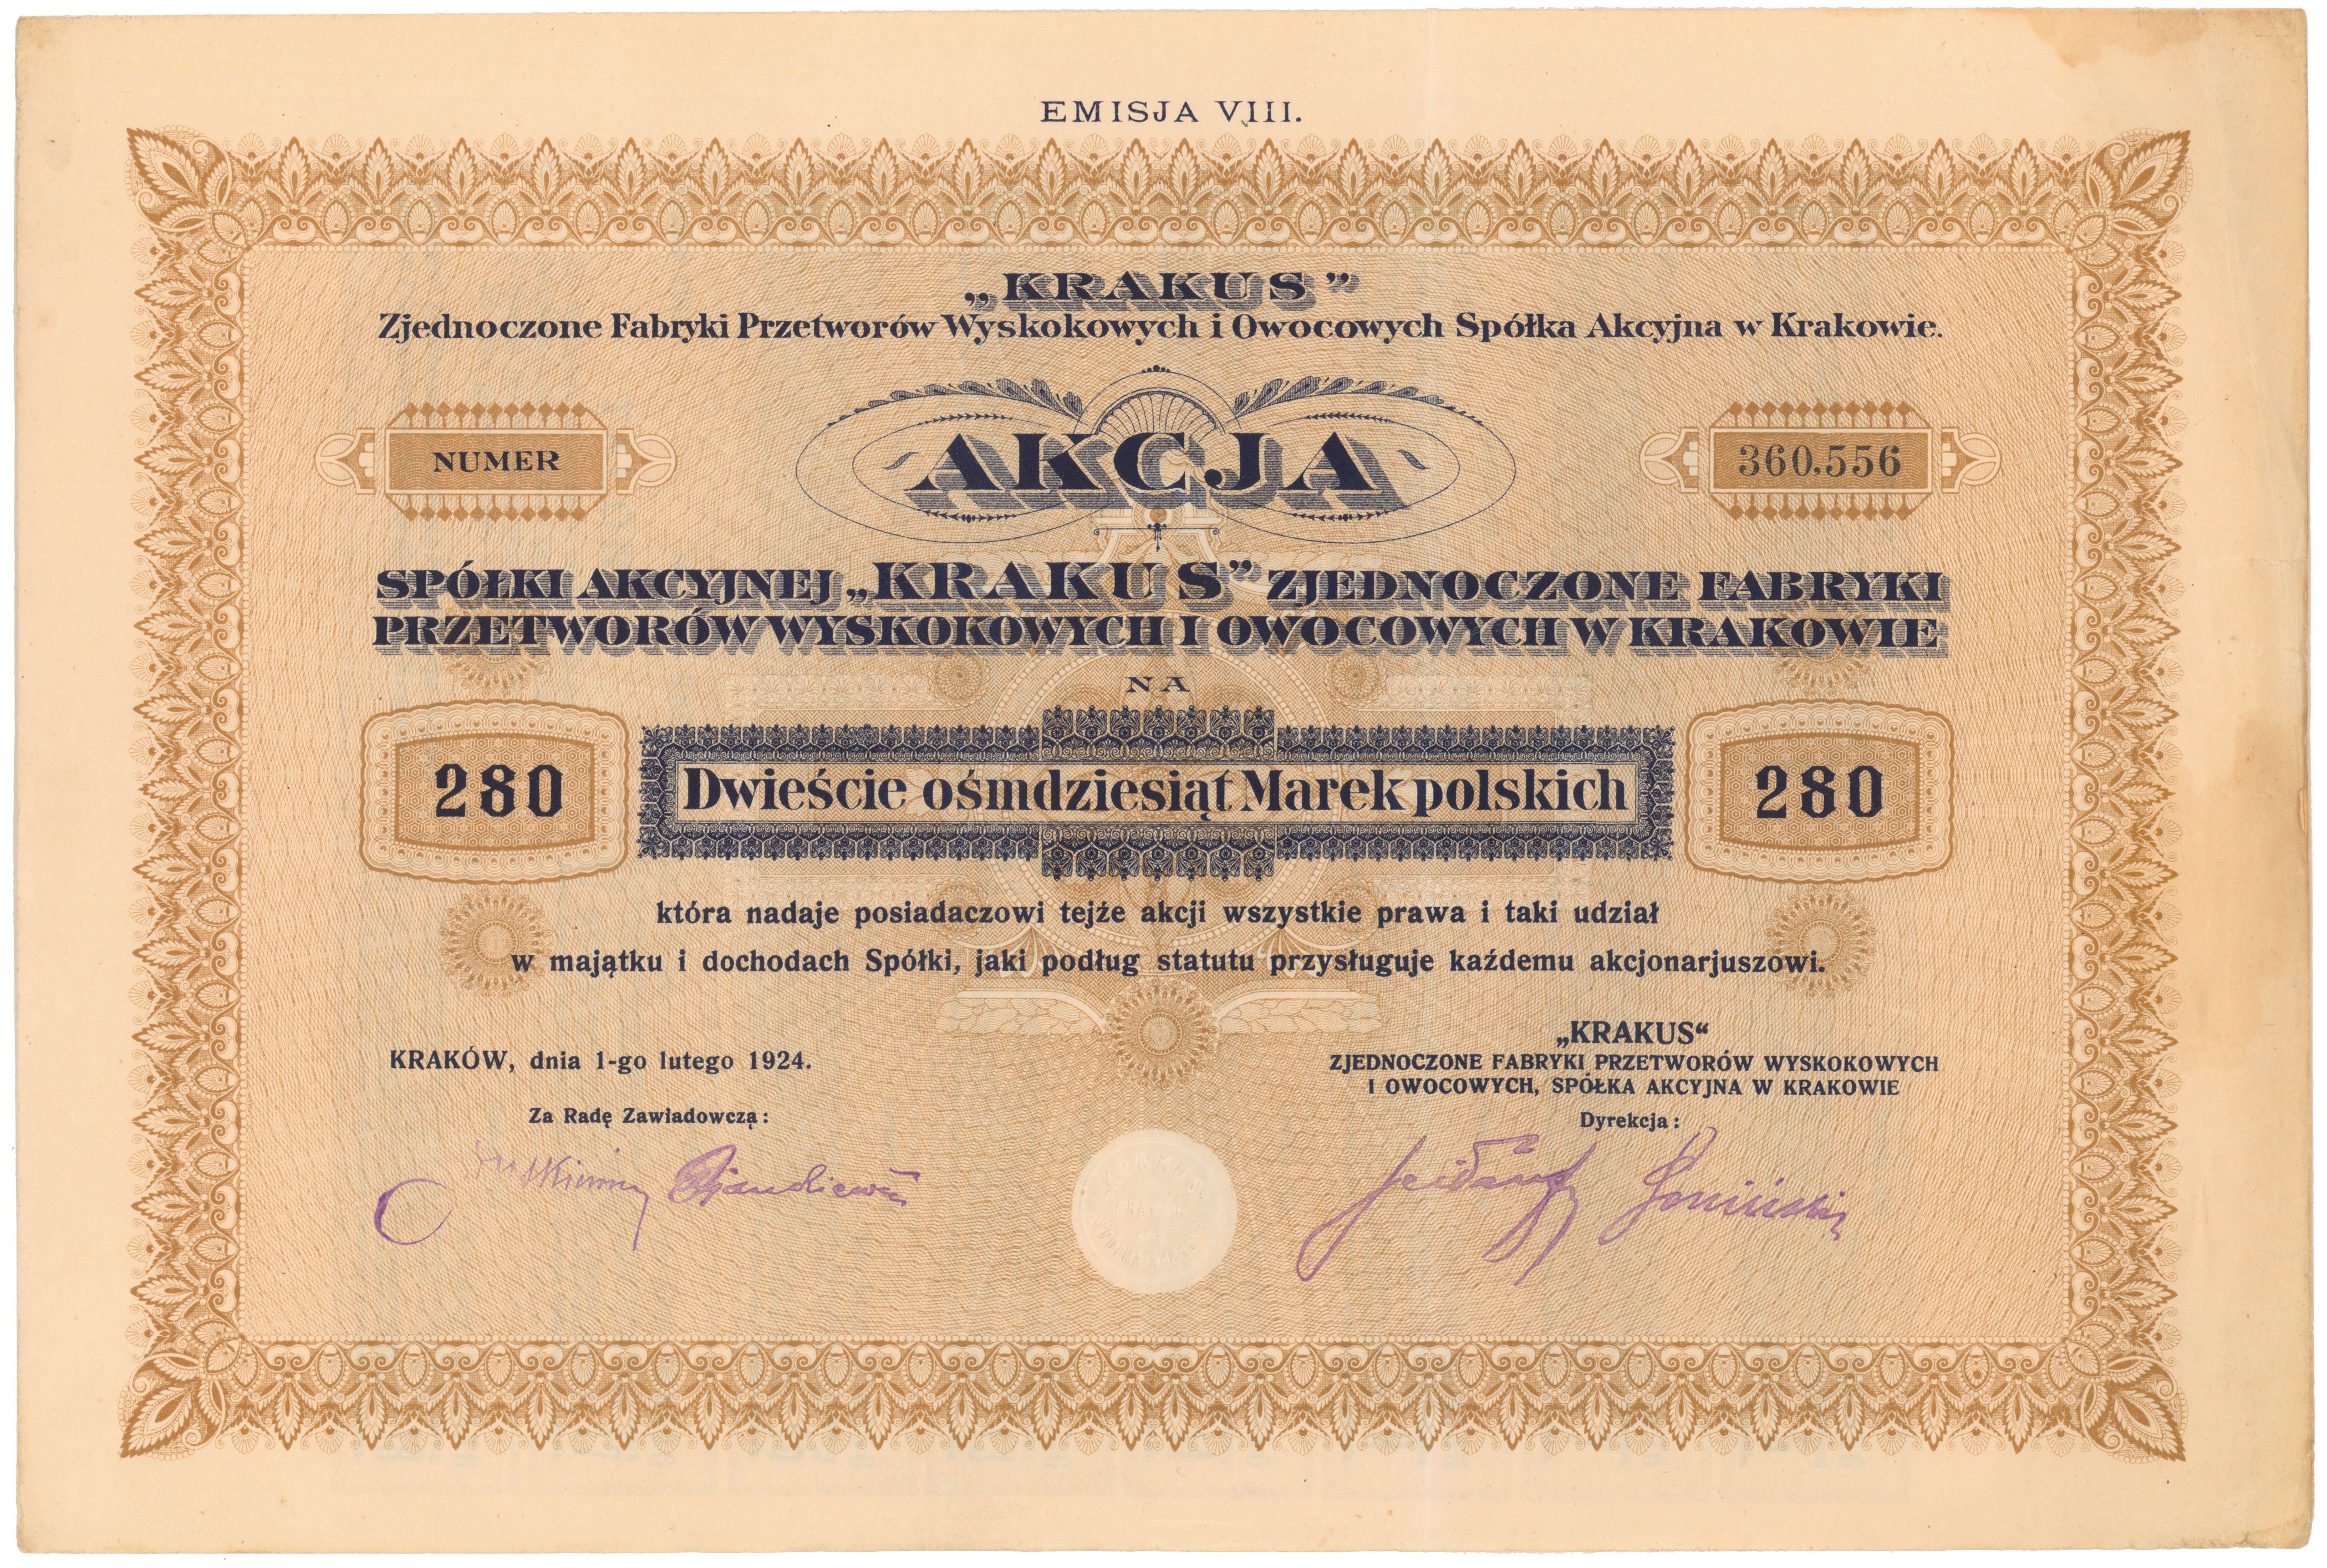 EMISJA VIII.
„KRAKUS”
Zjednoczone Fabryki Przetworów Wyskokowych i Owocowych Spółka Akcyjna w Krakowie.
NUMER
AKCJA
360,556
SPÓŁKI AKCYJNEJ „KRAKUS” ZJEDNOCZONE FABRYKI
PRZETWORÓW WYSKOKOWYCH I OWOCOWYCH W KRAKOWIE
NA
280
Dwieście ośmdziesiąt Marek polskich
280
która nadaje posiadaczowi tejże akcji wszystkie prawa i taki udział
w majątku i dochodach Spółki, jaki podług statutu przysługuje każdemu akcjonarjuszowi.
KRAKÓW, dnia 1-go lutego 1924.
Za Radę Zawiadowczą:
„KRAKUS“
ZJEDNOCZONE FABRYKI PRZETWORÓW WYSKOKOWYCH
I OWOCOWYCH, SPÓŁKA AKCYJNA W KRAKOWIE
Dyrekcja: